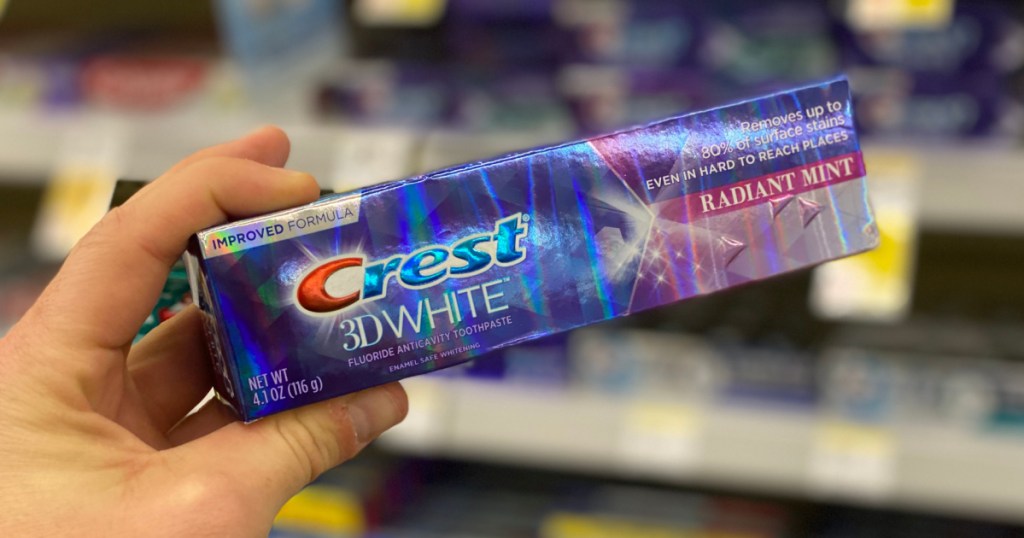 IMPROVED FORMULA
Crest®
3D WHITE™
FLUORIDE ANTICAVITY TOOTHPASTE
ENAMEL SAFE WHITENING
NET WT
4.1 OZ (116 g)
Removes up to
80% of surface stains
EVEN IN HARD TO REACH PLACES
RADIANT MINT